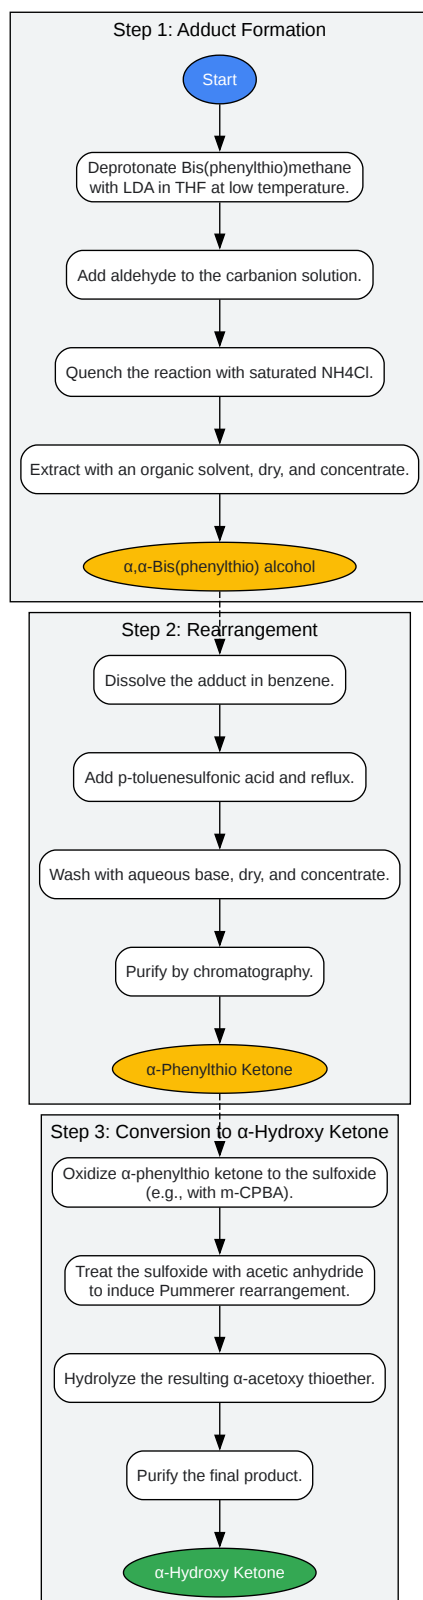 Step 1: Adduct Formation
Start
Deprotonate Bis(phenylthio)methane
with LDA in THF at low temperature.
Add aldehyde to the carbanion solution.
Quench the reaction with saturated NH4Cl.
Extract with an organic solvent, dry, and concentrate.
α,α-Bis(phenylthio) alcohol
Step 2: Rearrangement
Dissolve the adduct in benzene.
Add p-toluenesulfonic acid and reflux.
Wash with aqueous base, dry, and concentrate.
Purify by chromatography.
α-Phenylthio Ketone
Step 3: Conversion to α-Hydroxy Ketone
Oxidize α-phenylthio ketone to the sulfoxide
(e.g., with m-CPBA).
Treat the sulfoxide with acetic anhydride
to induce Pummerer rearrangement.
Hydrolyze the resulting α-acetoxy thioether.
Purify the final product.
α-Hydroxy Ketone